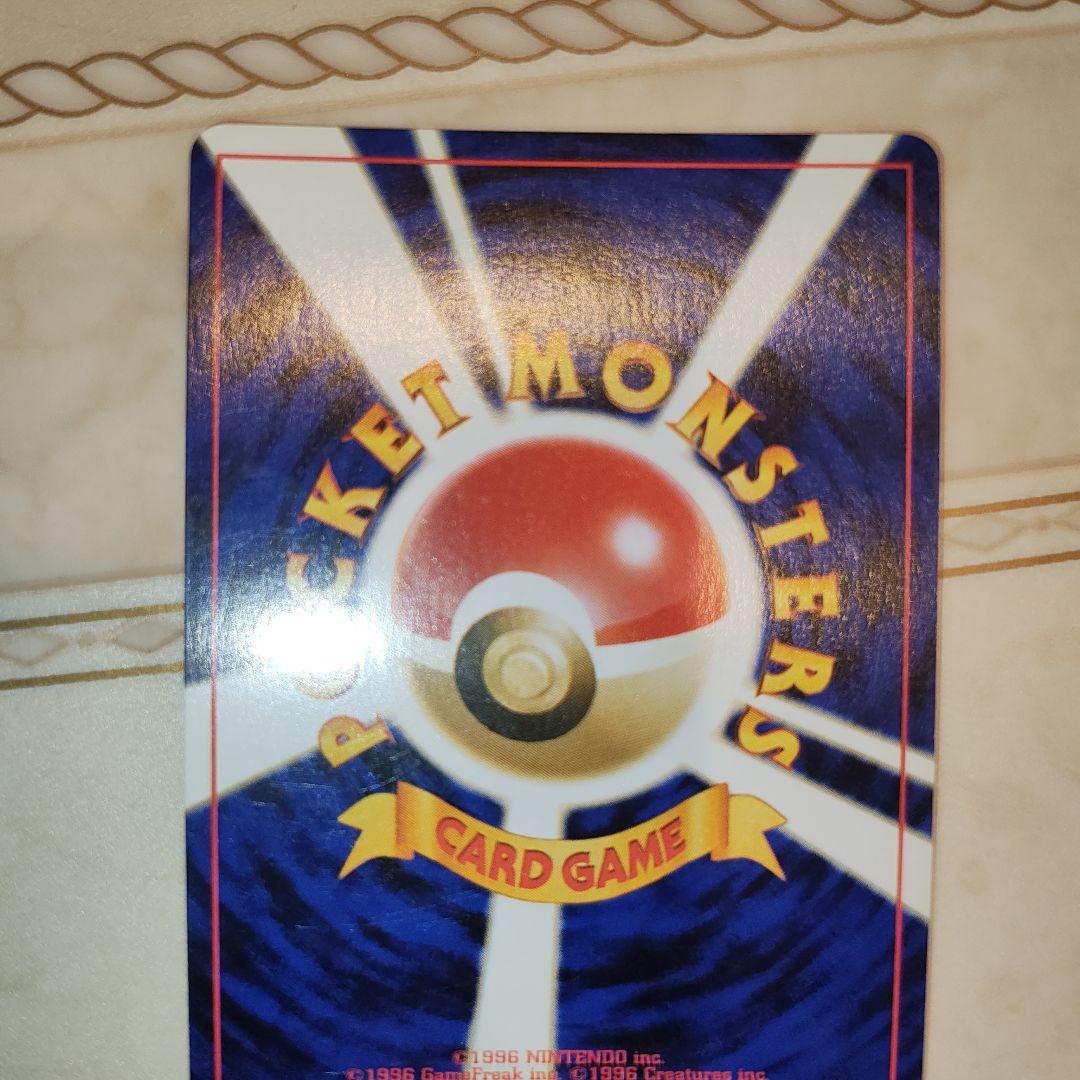 POCKET MONSTERS
CARD GAME
©1996 NINTENDO inc.
©1996 GameFreak inc. ©1996 Creatures inc.